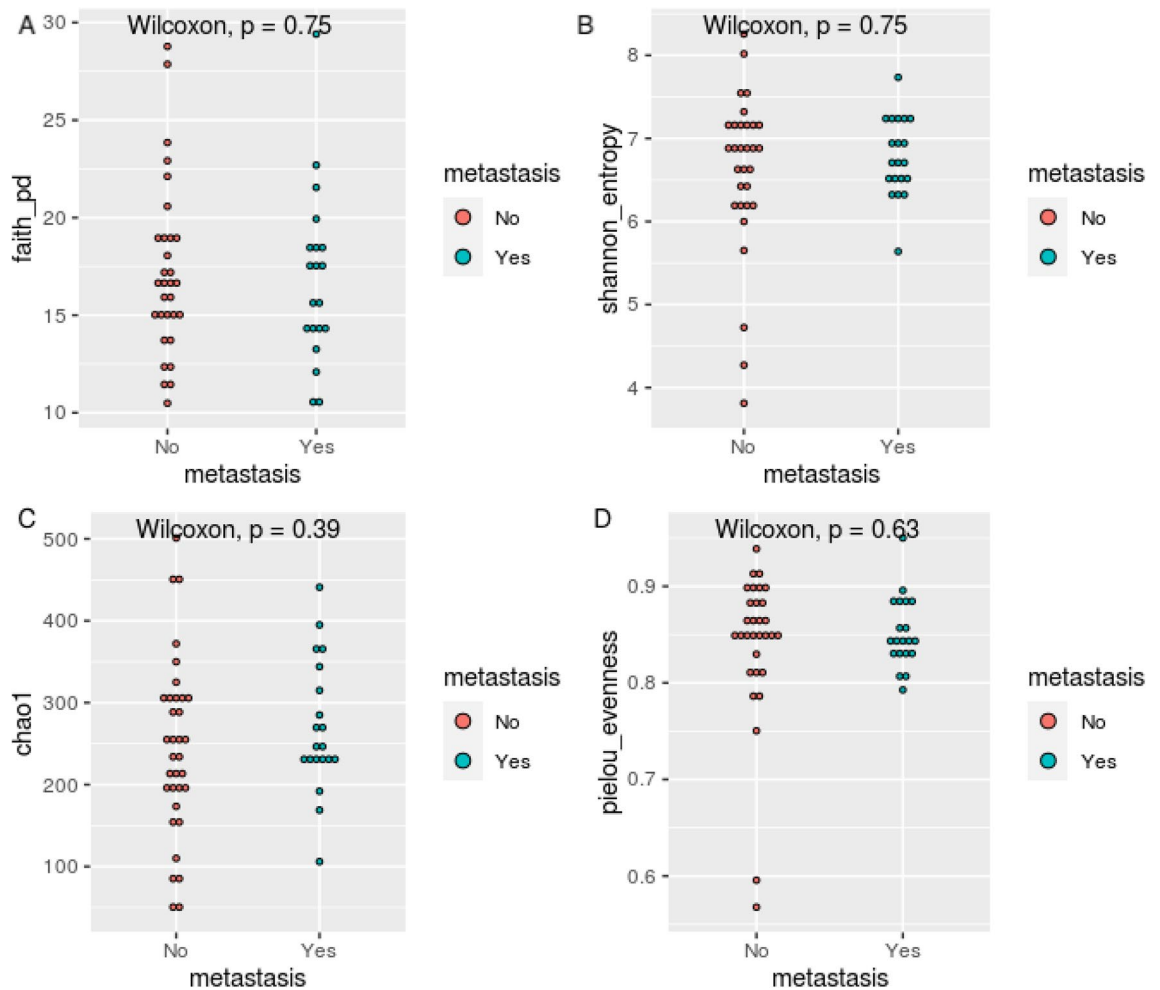 A
Wilcoxon, p = 0.75
30
25
20
15
10
faith_pd
No
Yes
metastasis
metastasis
No
Yes
B
Wilcoxon, p = 0.75
8
7
6
5
4
shannon_entropy
No
Yes
metastasis
metastasis
No
Yes
C
Wilcoxon, p = 0.39
500
400
300
200
100
chao1
No
Yes
metastasis
metastasis
No
Yes
D
Wilcoxon, p = 0.63
0.9
0.8
0.7
0.6
pielou_evenness
No
Yes
metastasis
metastasis
No
Yes